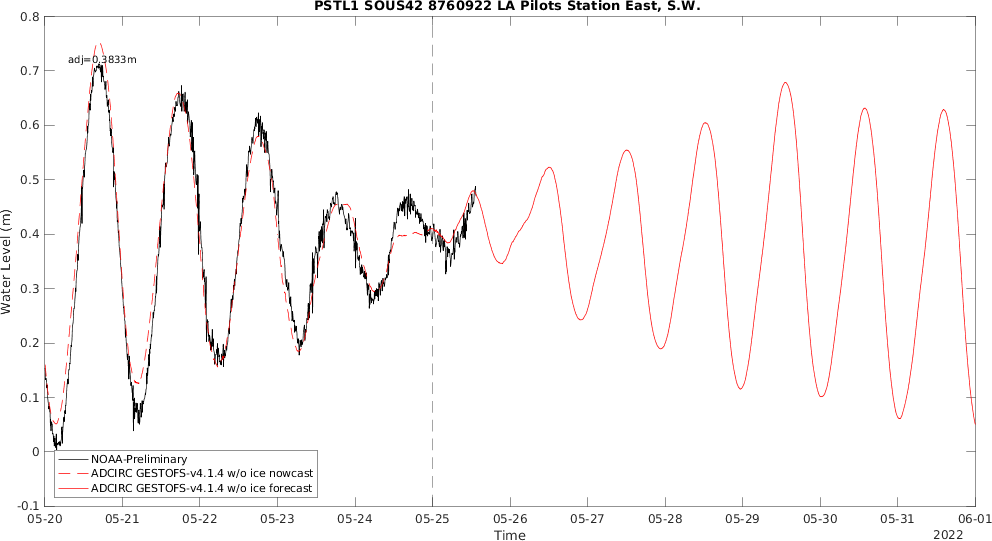 PSTL1 SOUS42 8760922 LA Pilots Station East, S.W.
0.8
0.7
0.6
0.5
0.4
0.3
0.2
0.1
0
-0.1
Water Level (m)
adj=0.3833m
NOAA-Preliminary
ADCIRC GESTOFS-v4.1.4 w/o ice nowcast
ADCIRC GESTOFS-v4.1.4 w/o ice forecast
05-20 05-21 05-22 05-23 05-24 05-25 05-26 05-27 05-28 05-29 05-30 05-31 06-01
Time
2022